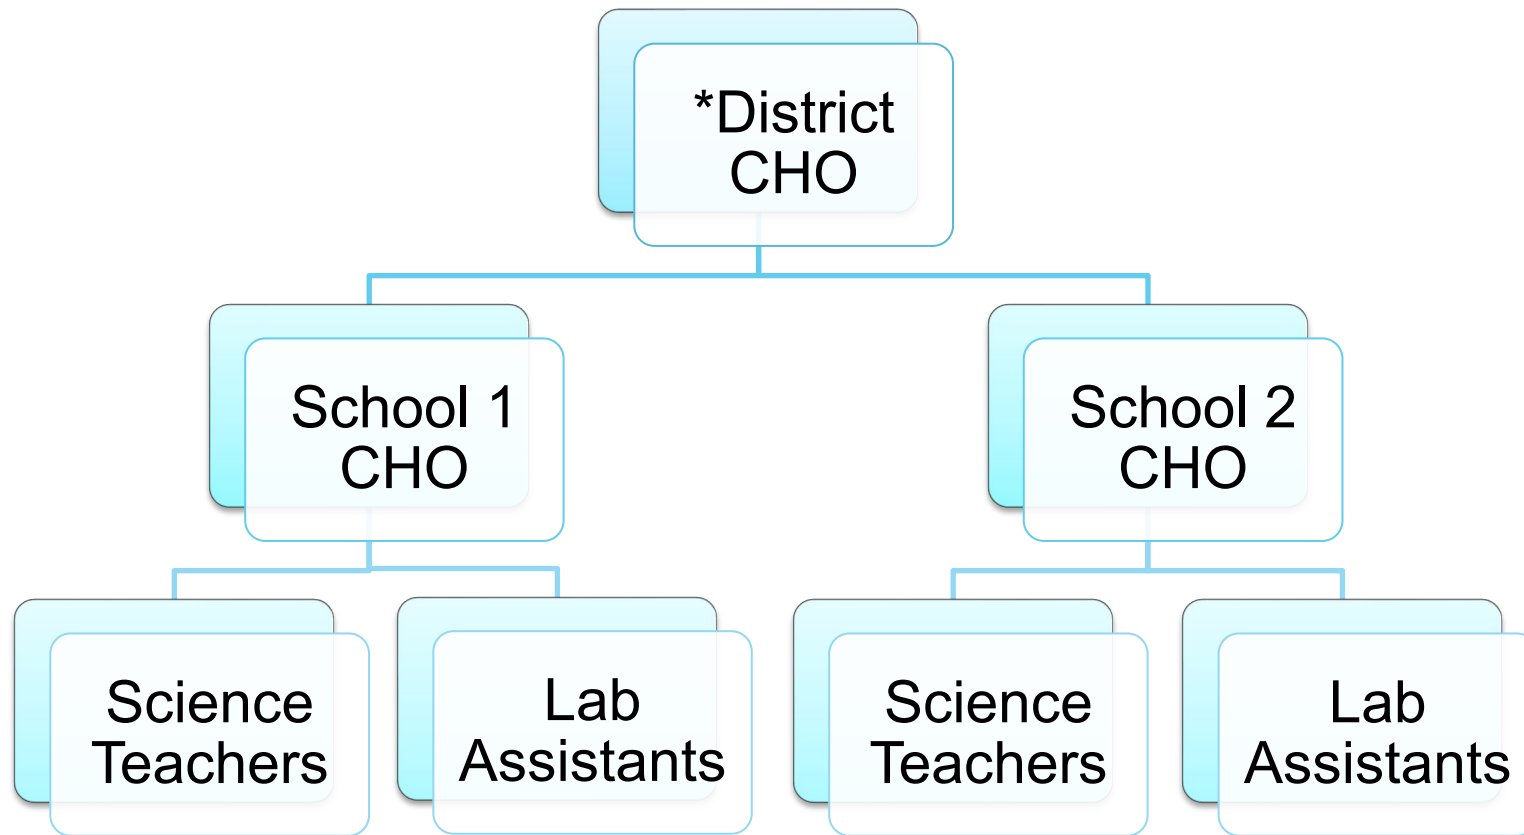 *District
CHO
School 1
CHO
School 2
CHO
Science
Teachers
Lab
Assistants
Science
Teachers
Lab
Assistants